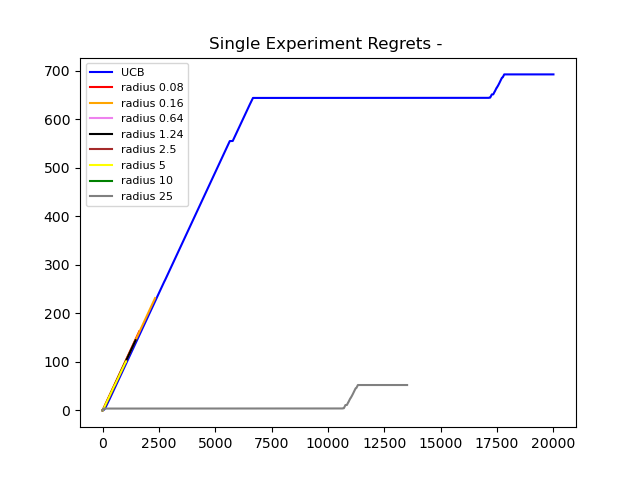 Single Experiment Regrets -
700
600
500
400
300
200
100
0
UCB
radius 0.08
radius 0.16
radius 0.64
radius 1.24
radius 2.5
radius 5
radius 10
radius 25
0 2500 5000 7500 10000 12500 15000 17500 20000